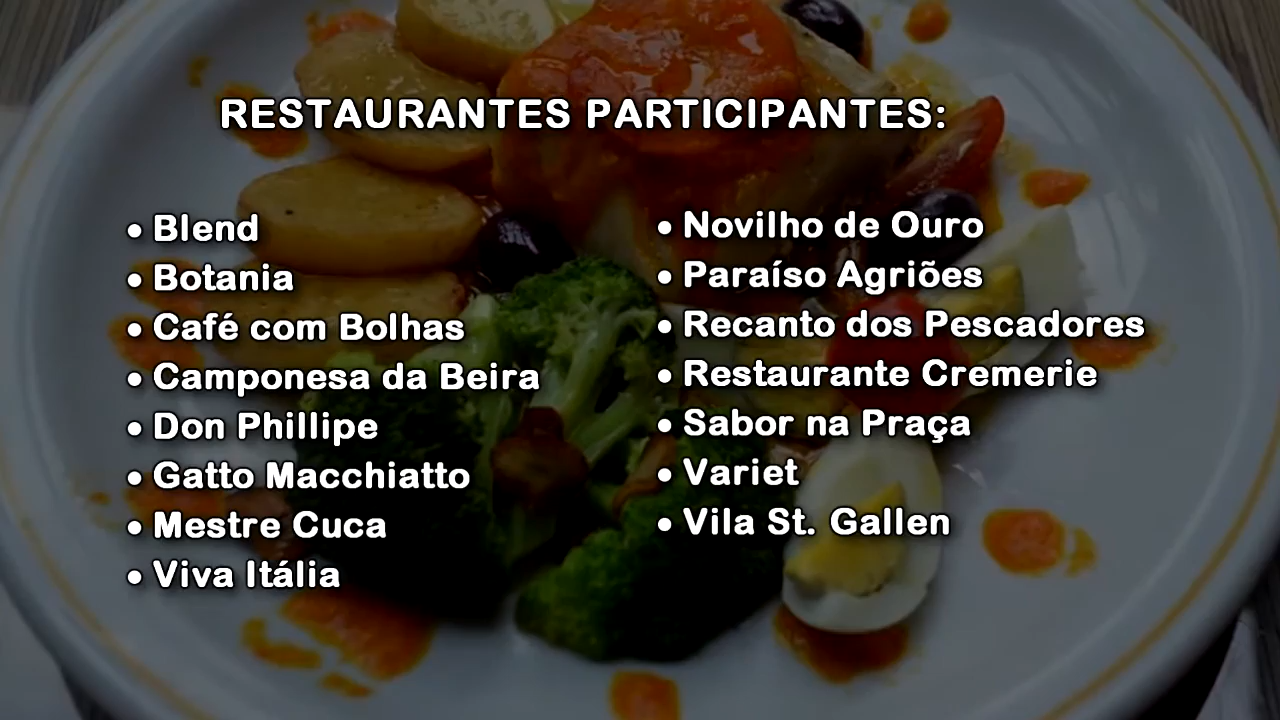 RESTAURANTES PARTICIPANTES:
• Blend
• Botania
• Café com Bolhas
• Camponesa da Beira
• Don Phillipe
• Gatto Macchiatto
• Mestre Cuca
• Viva Itália
• Novilho de Ouro
• Paraíso Agriões
• Recanto dos Pescadores
• Restaurante Cremerie
• Sabor na Praça
• Variet
• Vila St. Gallen